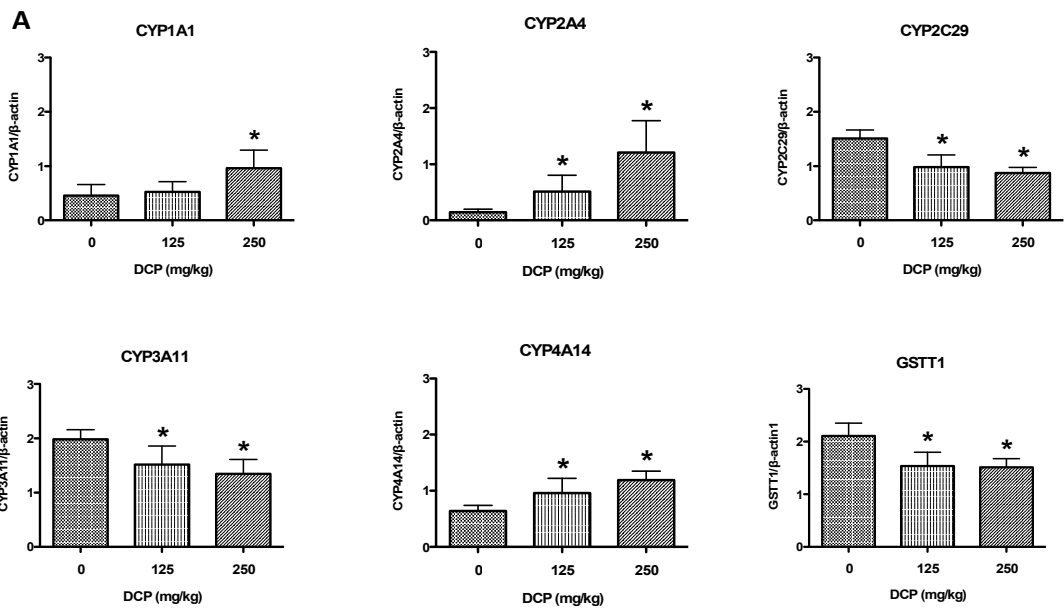 A
CYP1A1
CYP1A1/β-actin
3
2
1
0
*
0 125 250
DCP (mg/kg)
CYP2A4
CYP2A4/β-actin
3
2
1
0
* *
0 125 250
DCP (mg/kg)
CYP2C29
CYP2C29/β-actin
3
2
1
0
* *
0 125 250
DCP (mg/kg)
CYP3A11
CYP3A11/β-actin
3
2
1
0
* *
0 125 250
DCP (mg/kg)
CYP4A14
CYP4A14/β-actin
3
2
1
0
* *
0 125 250
DCP (mg/kg)
GSTT1
GSTT1/β-actin1
3
2
1
0
* *
0 125 250
DCP (mg/kg)